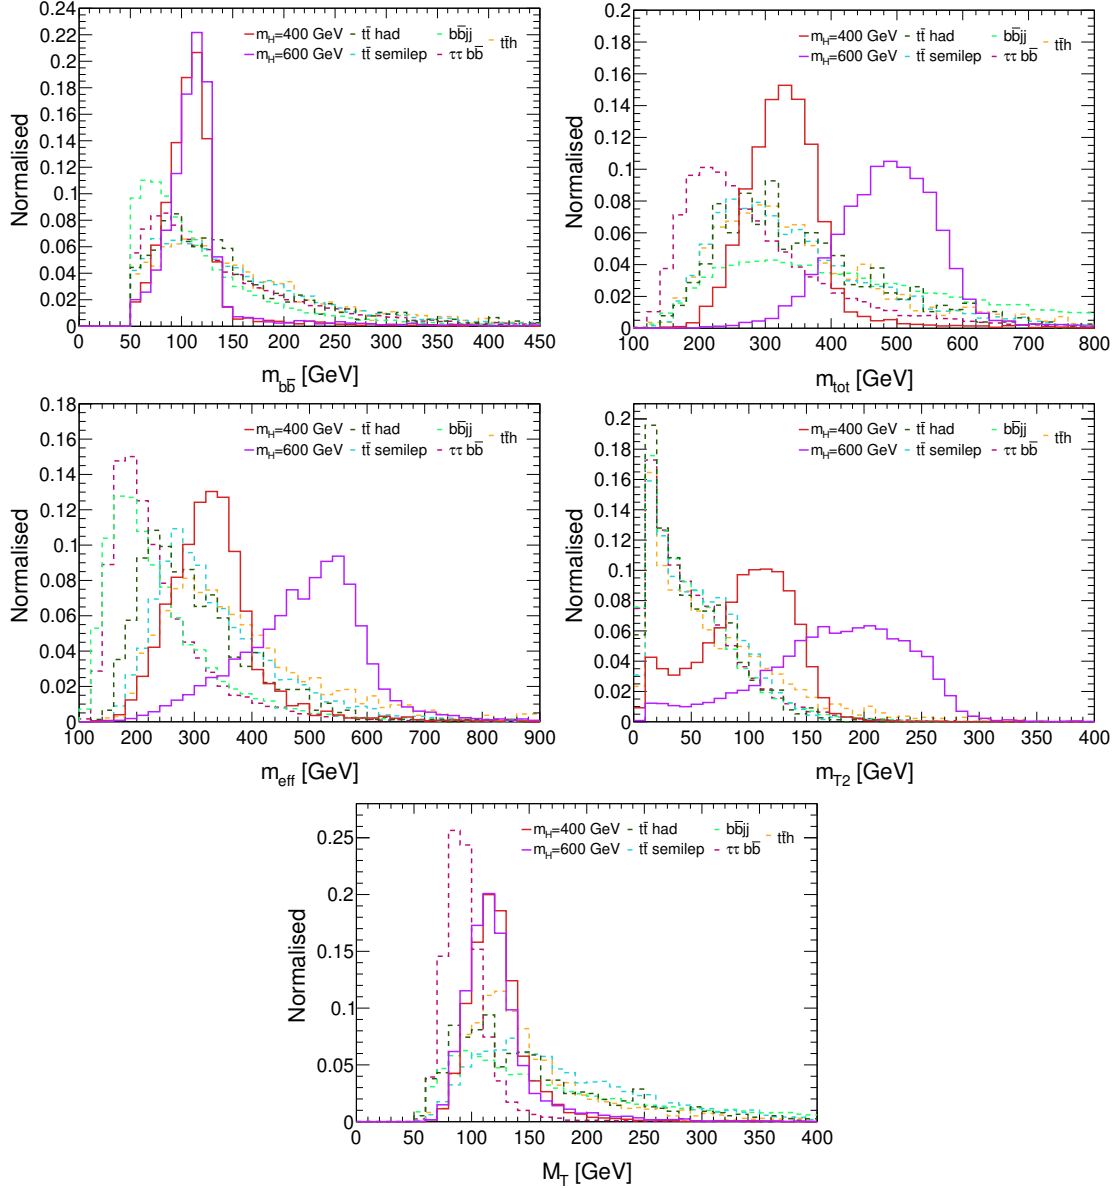 0.24
0.22
0.2
0.18
0.16
0.14
0.12
0.1
0.08
0.06
0.04
0.02
0
Normalised
m_H=400 GeV tt̄ had bb̄jj tt̄h
m_H=600 GeV tt̄ semilep ττ bb̄
0 50 100 150 200 250 300 350 400 450
m_bb̄ [GeV]
0.2
0.18
0.16
0.14
0.12
0.1
0.08
0.06
0.04
0.02
0
Normalised
m_H=400 GeV tt̄ had bb̄jj tt̄h
m_H=600 GeV tt̄ semilep ττ bb̄
100 200 300 400 500 600 700 800
m_tot [GeV]
0.18
0.16
0.14
0.12
0.1
0.08
0.06
0.04
0.02
0
Normalised
m_H=400 GeV tt̄ had bb̄jj tt̄h
m_H=600 GeV tt̄ semilep ττ bb̄
100 200 300 400 500 600 700 800 900
m_eff [GeV]
0.2
0.18
0.16
0.14
0.12
0.1
0.08
0.06
0.04
0.02
0
Normalised
m_H=400 GeV tt̄ had bb̄jj tt̄h
m_H=600 GeV tt̄ semilep ττ bb̄
0 50 100 150 200 250 300 350 400
m_T2 [GeV]
0.25
0.2
0.15
0.1
0.05
0
Normalised
m_H=400 GeV tt̄ had bb̄jj tt̄h
m_H=600 GeV tt̄ semilep ττ bb̄
0 50 100 150 200 250 300 350 400
M_T [GeV]